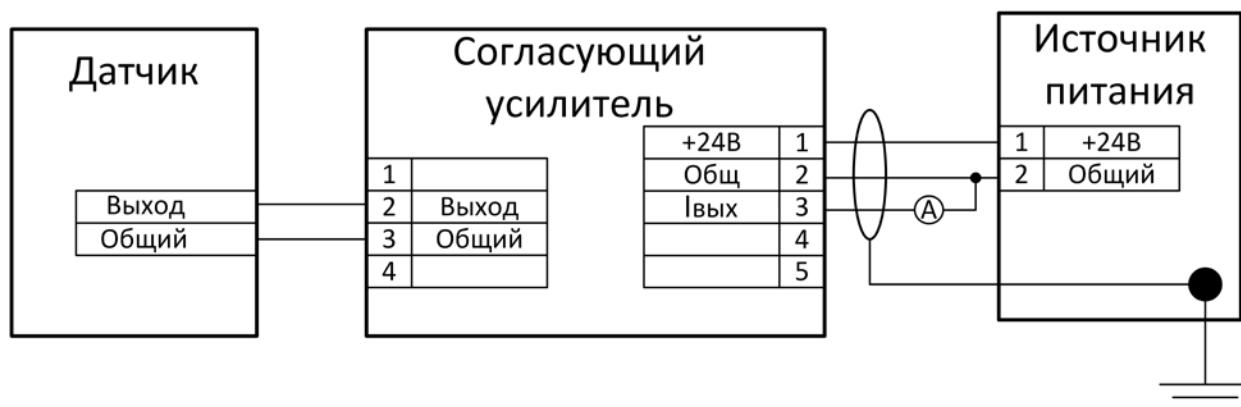 Датчик
Выход
Общий
Согласующий
усилитель
1
2 Выход
3 Общий
4
+24В 1
Общ 2
Iвых 3
4
5
А
Источник
питания
1 +24В
2 Общий